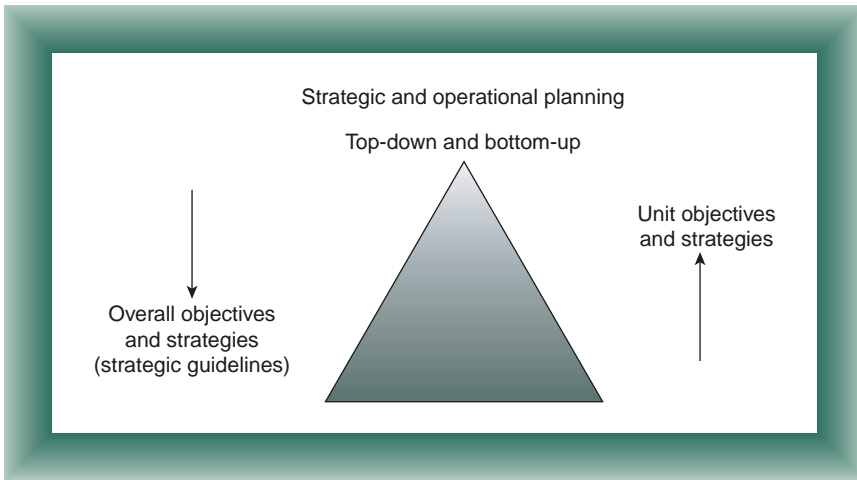 Strategic and operational planning
Top-down and bottom-up
Overall objectives
and strategies
(strategic guidelines)
Unit objectives
and strategies